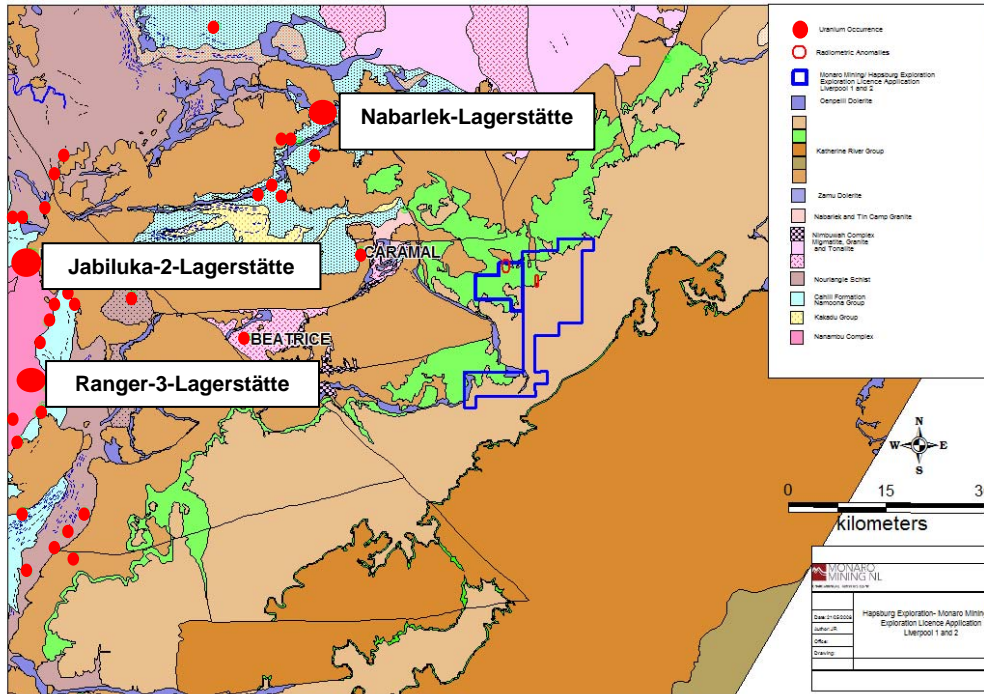 Nabarlek-Lagerstätte
Jabiluka-2-Lagerstätte
CARAMAL
BEATRICE
Ranger-3-Lagerstätte
Uranium Occurence
Radiometric Anomalies
Monaro Mining/ Hapsburg Exploration
Exploration Licence Application
Liverpool 1 and 2
Oenpelli Dolerite
Katherine River Group
Zamu Dolerite
Nabarlek and Tin Camp Granite
Nimbuwah Complex
Migmatite, Granite
and Tonalite
Nourlangie Schist
Cahill Formation
Namoona Group
Kakadu Group
Nanambu Complex
N
W E
S
0 15 30
kilometers
MONARO
MINING NL
Hapsburg Exploration- Monaro Mining
Exploration Licence Application
Liverpool 1 and 2
Author: JR
Office:
Drawing: